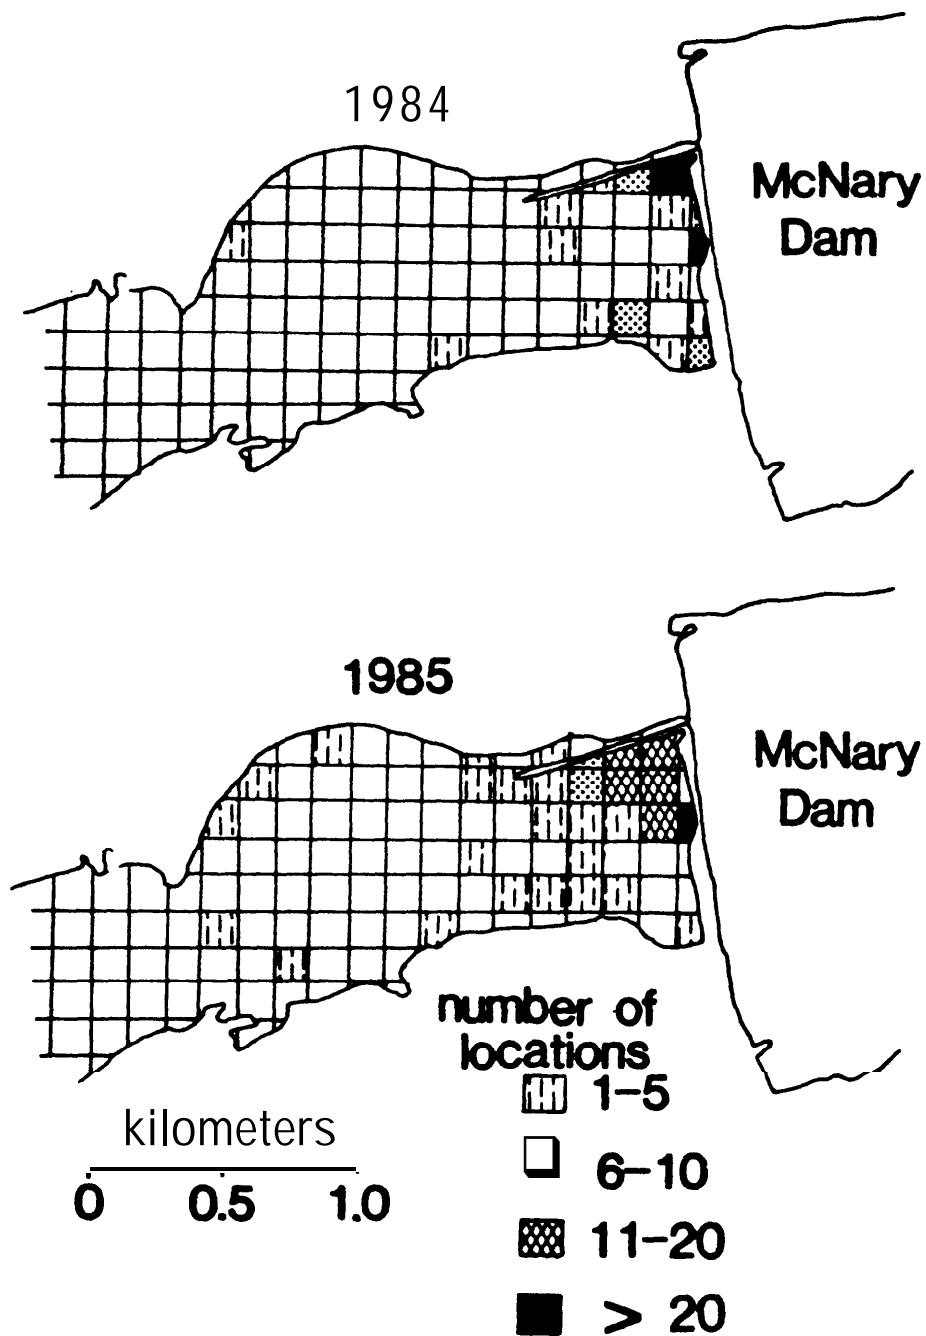 1984
McNary
Dam
1985
McNary
Dam
number of
locations
1–5
6–10
11–20
> 20
kilometers
0 0.5 1.0